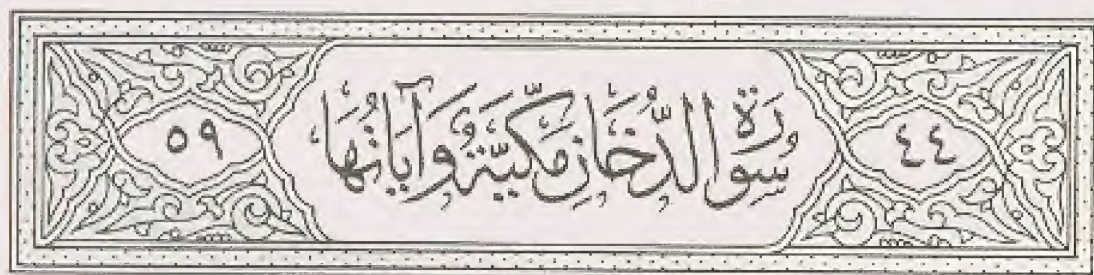 ٤٤ سُورَةُ الدُّخَانِ مَكِّيَّةٌ وَآيَاتُهَا ٥٩